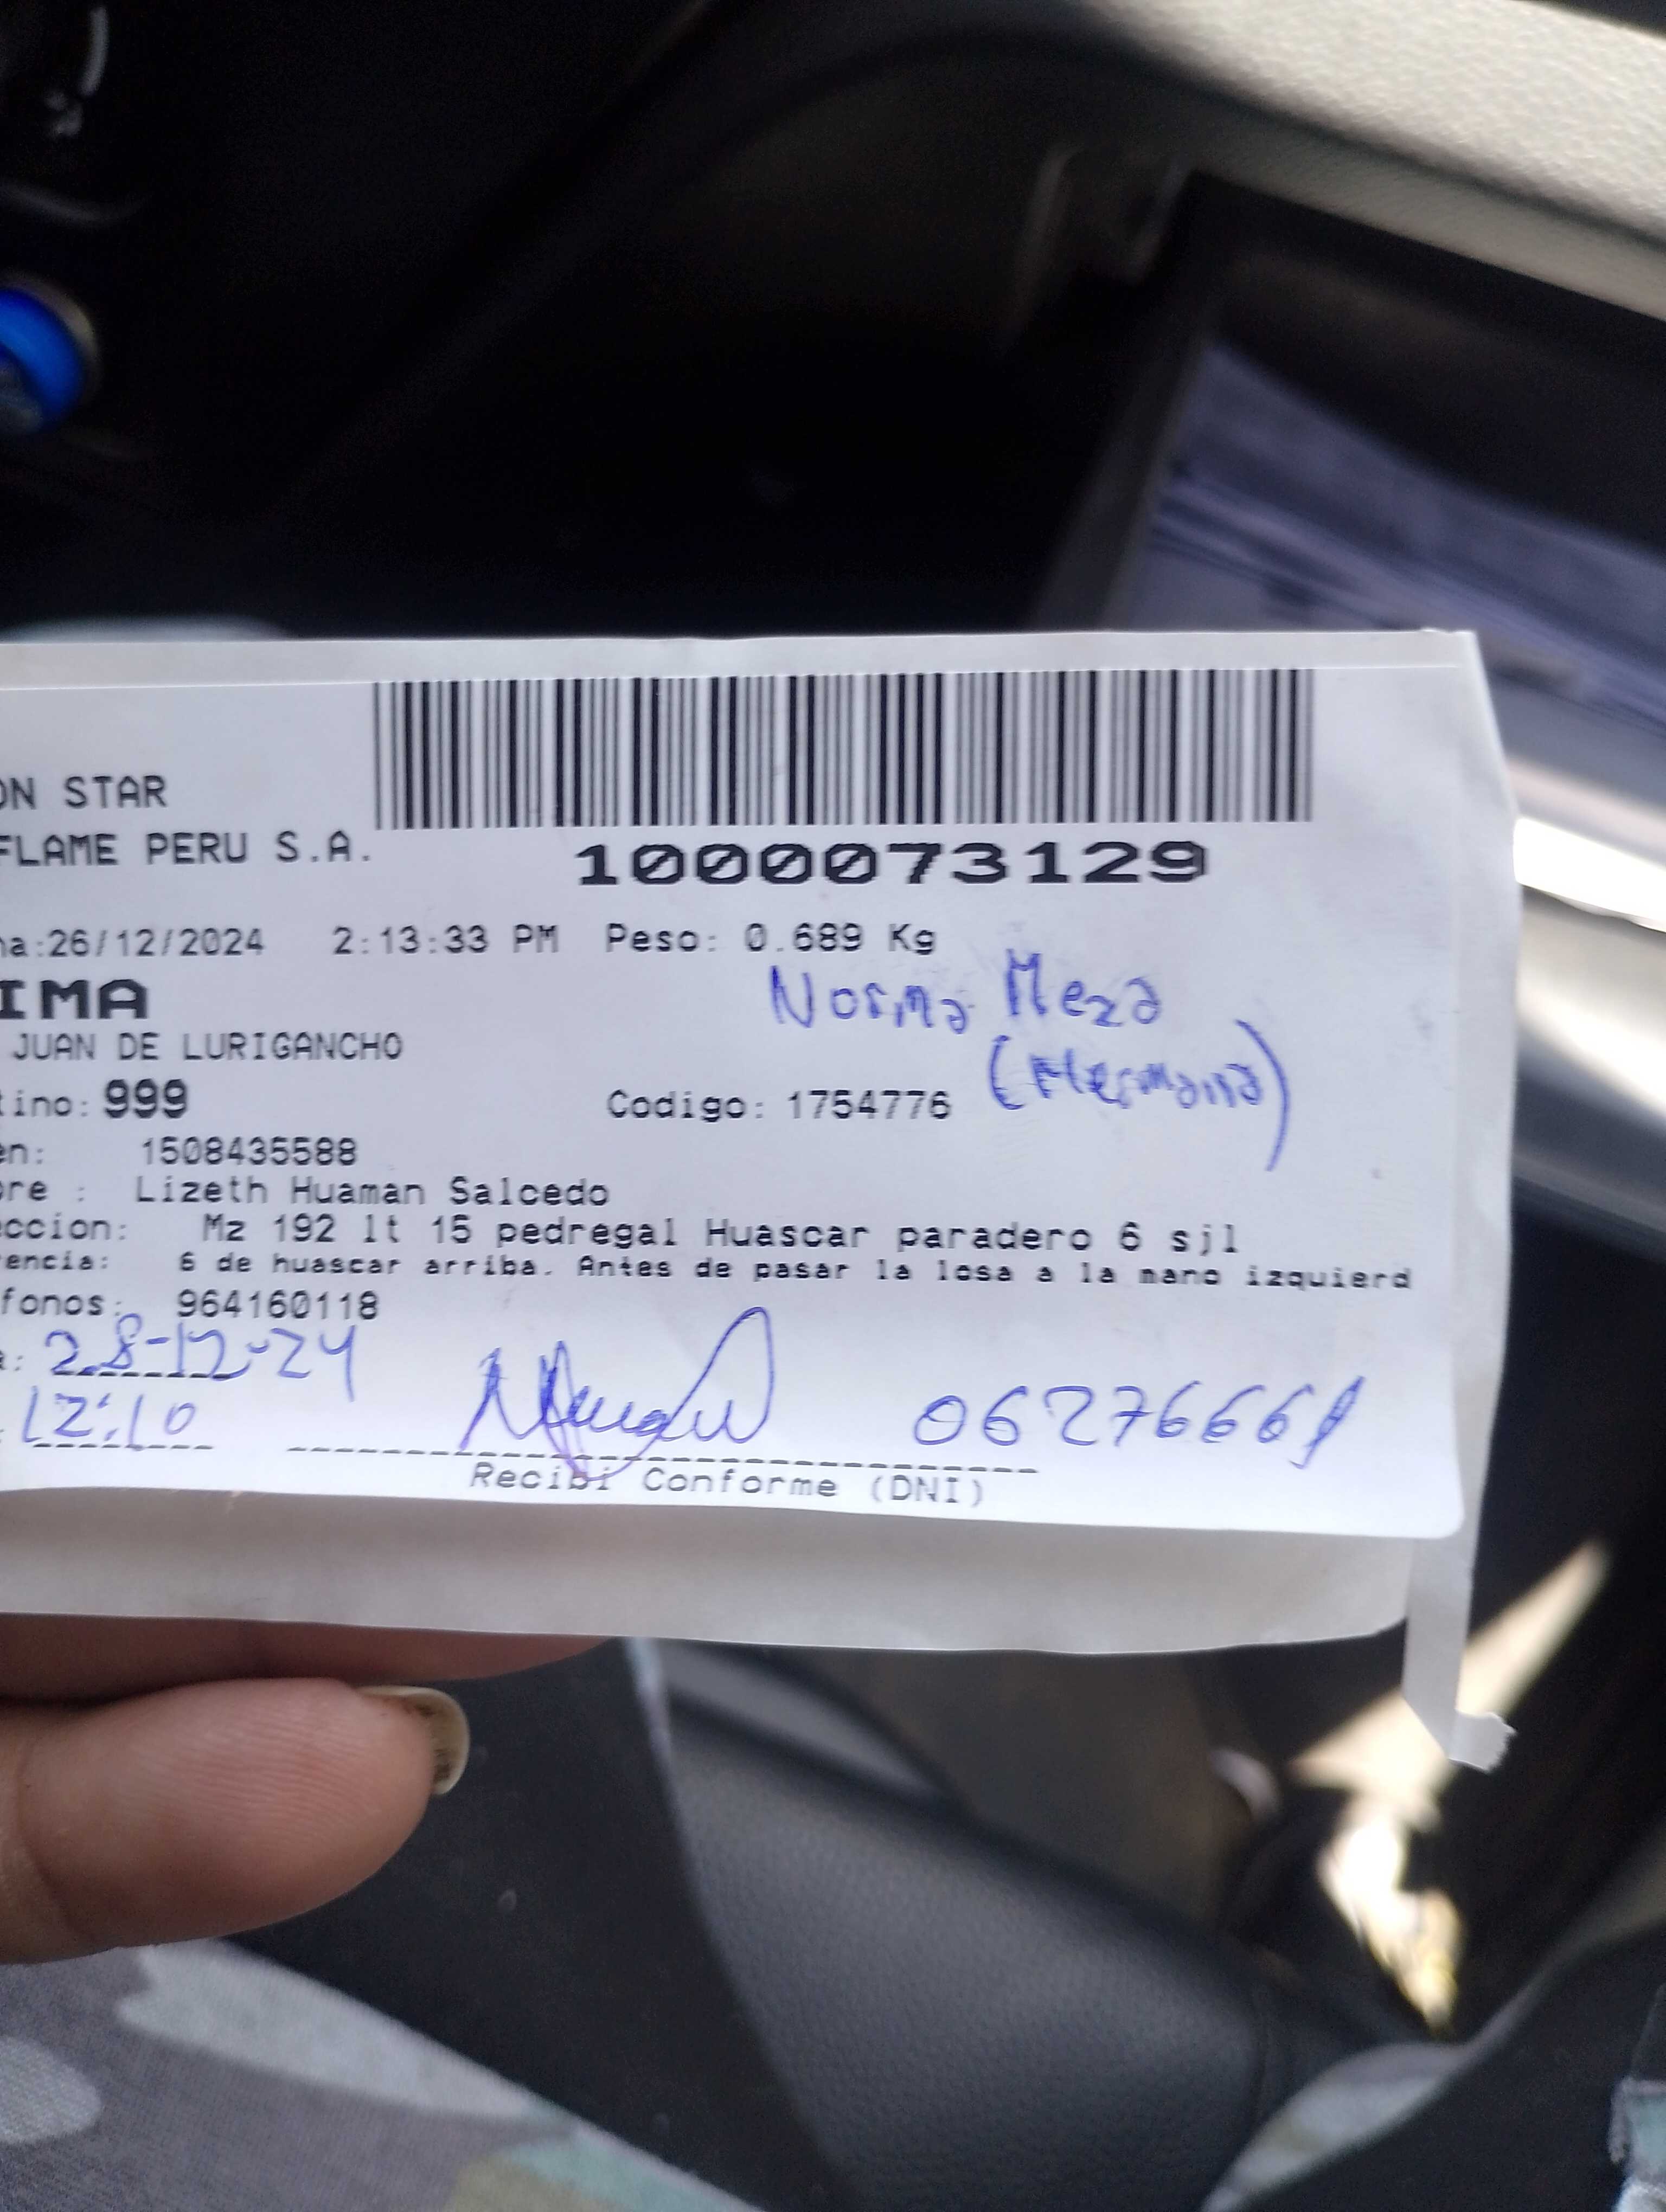 ON STAR
FLAME PERU S.A.
1000073129
na:26/12/2024 2:13:33 PM Peso: 0.689 Kg
IMA
Norma Meza
JUAN DE LURIGANCHO
(Hermana)
tino: 999 Codigo: 1754776
en: 1508435588
re : Lizeth Huaman Salcedo
eccion: Mz 192 lt 15 pedregal Huascar paradero 6 sjl
encia: 6 de huascar arriba. Antes de pasar la losa a la mano izquierd
fonos: 964160118
a: 28-12-24
: 12:10 0627666
Recibi Conforme (DNI)